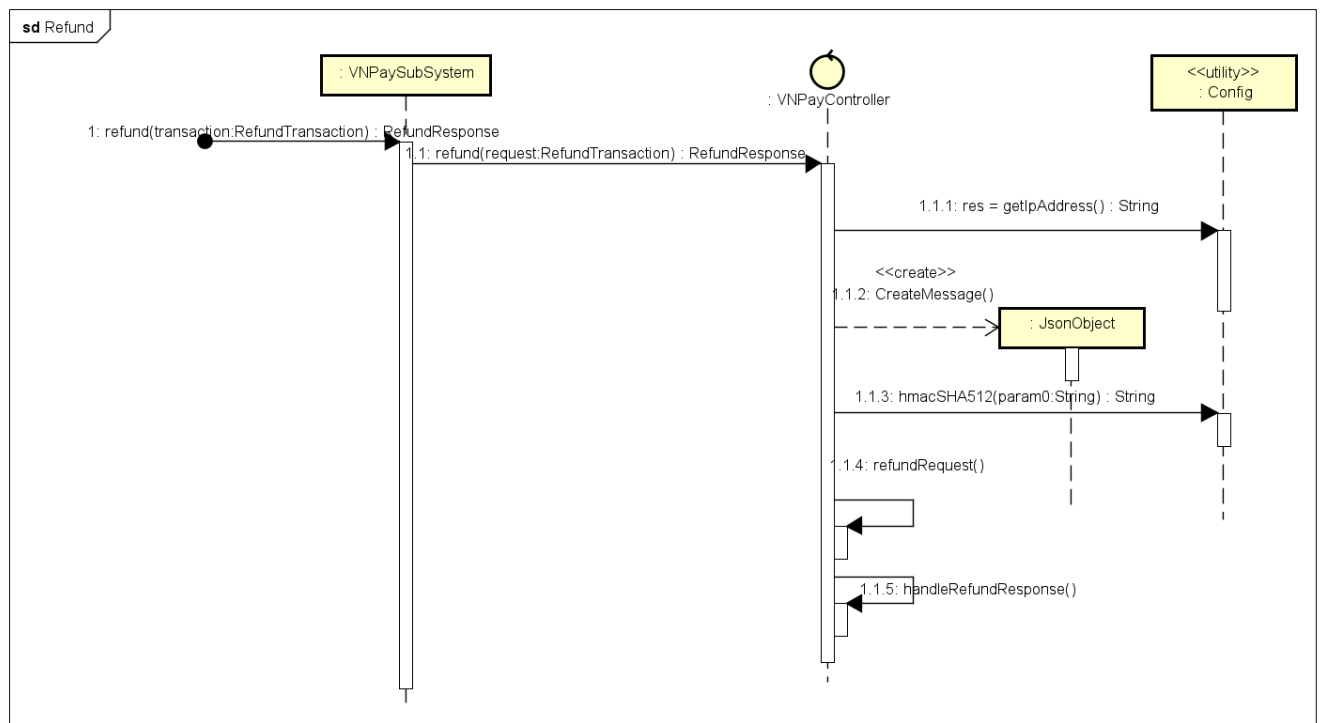 sd Refund
: VNPaySubSystem
: VNPayController
<<utility>>
: Config
1: refund(transaction:RefundTransaction) : RefundResponse
1.1: refund(request:RefundTransaction) : RefundResponse
1.1.1: res = getIpAddress() : String
<<create>>
1.1.2: CreateMessage()
: JsonObject
1.1.3: hmacSHA512(param0:String) : String
1.1.4: refundRequest()
1.1.5: handleRefundResponse()